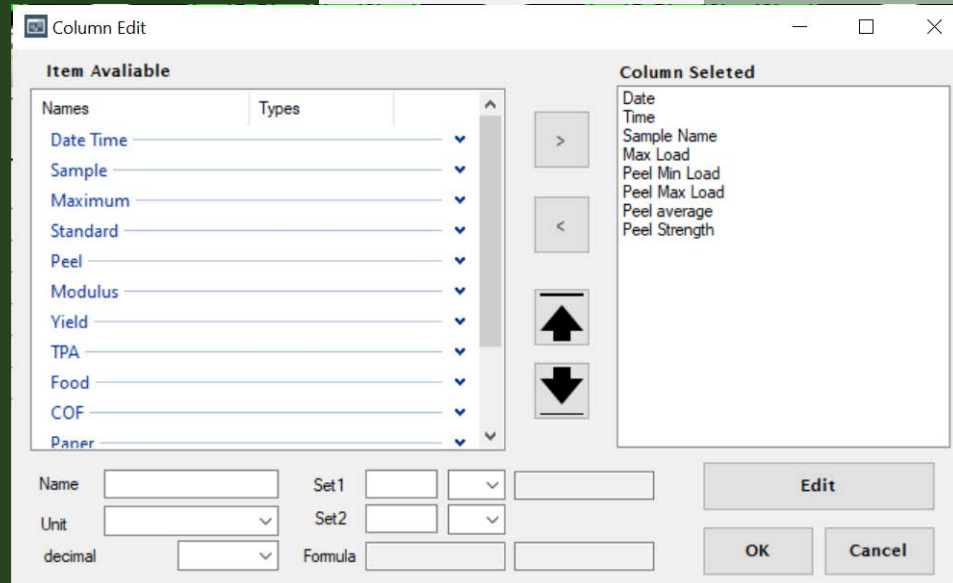 Column Edit
Item Avaliable
Names Types
Date Time
Sample
Maximum
Standard
Peel
Modulus
Yield
TPA
Food
COF
Paper
>
<
Column Seleted
Date
Time
Sample Name
Max Load
Peel Min Load
Peel Max Load
Peel average
Peel Strength
Name Set1
Unit Set2
decimal Formula
Edit
OK Cancel